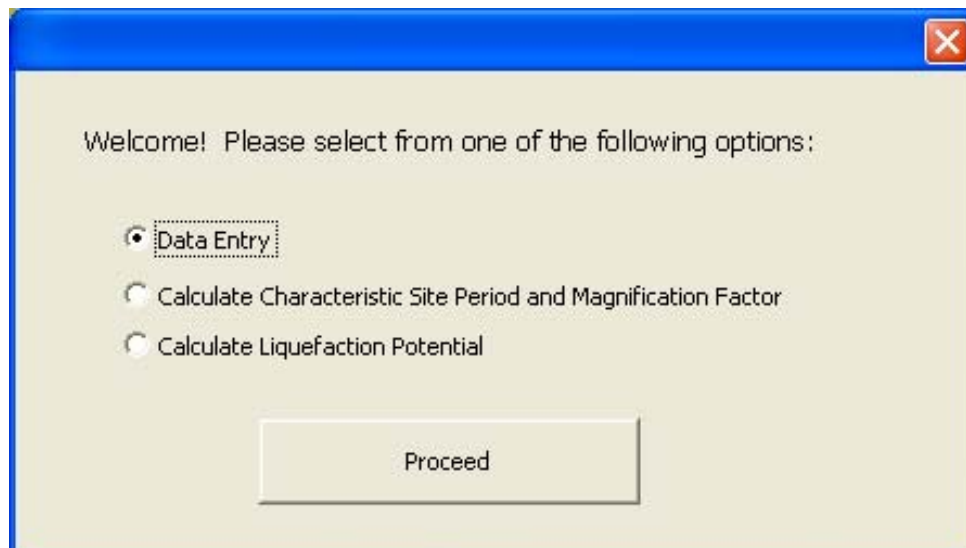 Welcome!  Please select from one of the following options:
Data Entry
Calculate Characteristic Site Period and Magnification Factor
Calculate Liquefaction Potential
Proceed